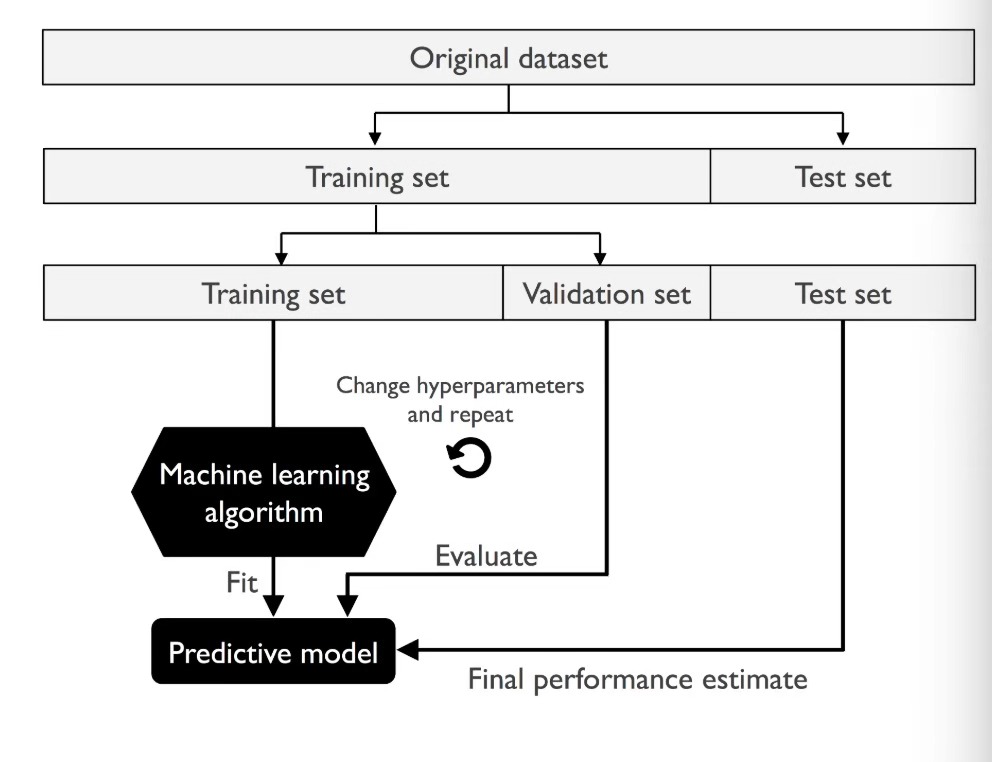 Original dataset
Training set
Test set
Training set
Validation set
Test set
Change hyperparameters
and repeat
Machine learning
algorithm
Evaluate
Fit
Predictive model
Final performance estimate